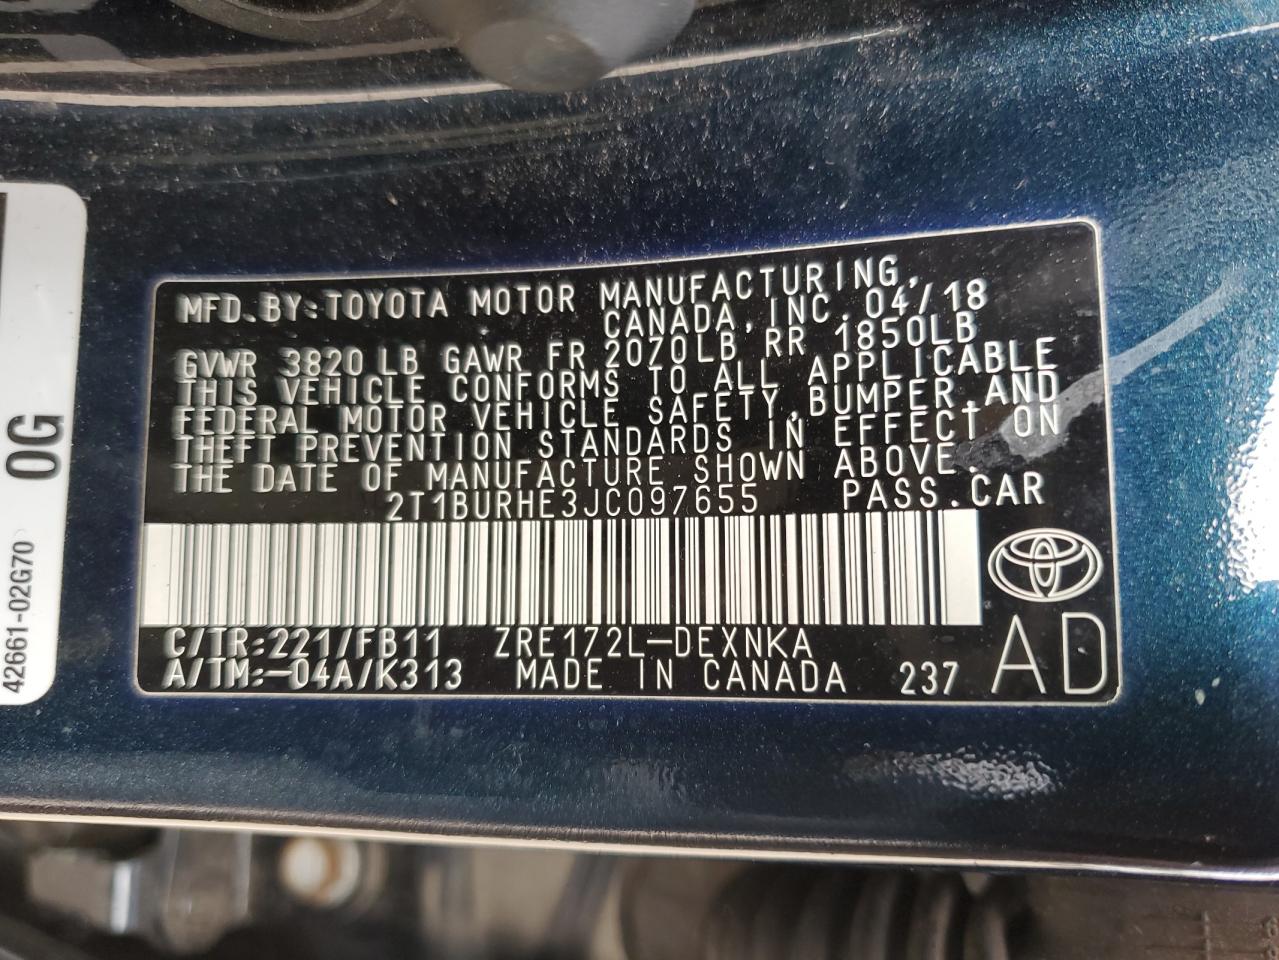 MFD.BY:TOYOTA MOTOR MANUFACTURING,
CANADA, INC. 04/18
GVWR 3820 LB GAWR FR 2070LB RR 1850LB
THIS VEHICLE CONFORMS TO ALL APPLICABLE
FEDERAL MOTOR VEHICLE SAFETY,BUMPER,AND
THEFT PREVENTION STANDARDS IN EFFECT ON
THE DATE OF MANUFACTURE SHOWN ABOVE.
2T1BURHE3JC097655 PASS.CAR
C/TR:221/FB11 ZRE172L-DEXNKA
A/TM:-04A/K313 MADE IN CANADA 237 AD
0G
42661-02G70